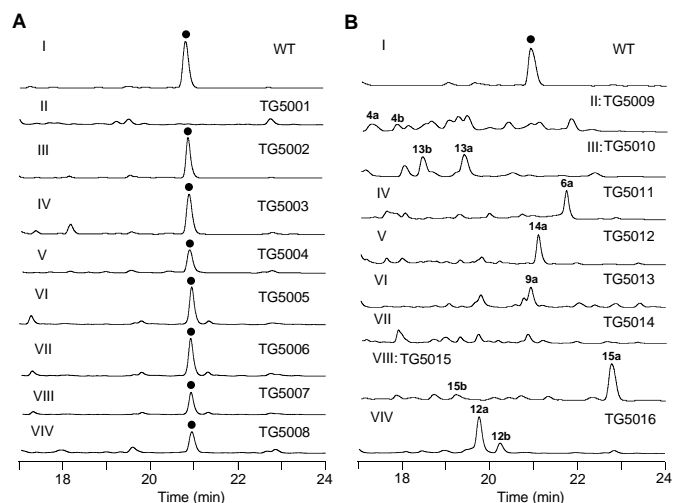 A
I
WT
II
TG5001
III
TG5002
IV
TG5003
V
TG5004
VI
TG5005
VII
TG5006
VIII
TG5007
VIV
TG5008
18 20 22 24
Time (min)
B
I
WT
II: TG5009
4a 4b
III: TG5010
13b 13a
IV
6a
TG5011
V
14a
TG5012
VI
9a
TG5013
VII
TG5014
VIII: TG5015
15b
15a
VIV
12a
12b
TG5016
18 20 22 24
Time (min)